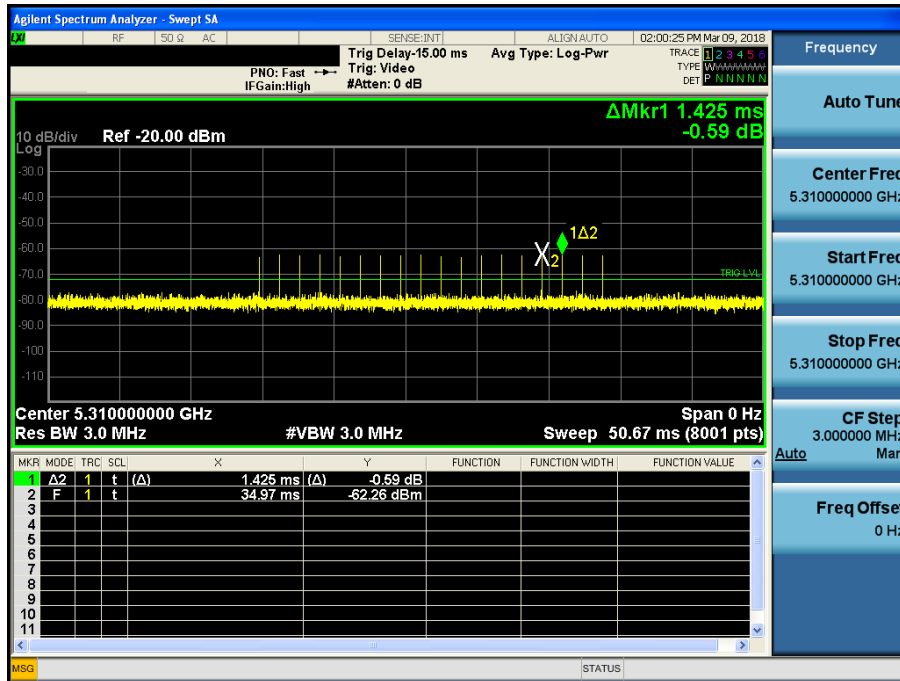 Agilent Spectrum Analyzer - Swept SA
LXI RF 50 Ω AC SENSE:INT ALIGN AUTO 02:00:25 PM Mar 09, 2018
Trig Delay-15.00 ms Avg Type: Log-Pwr TRACE 1 2 3 4 5 6
PNO: Fast Trig: Video TYPE WWWWWW
IFGain:High #Atten: 0 dB DET P N N N N N
ΔMkr1 1.425 ms
-0.59 dB
10 dB/div Ref -20.00 dBm
Log
-30.0
-40.0
-50.0
1Δ2
-60.0
2
-70.0
TRIG LVL
-80.0
-90.0
-100
-110
Center 5.310000000 GHz Span 0 Hz
Res BW 3.0 MHz #VBW 3.0 MHz Sweep 50.67 ms (8001 pts)
MKR MODE TRC SCL X Y FUNCTION FUNCTION WIDTH FUNCTION VALUE
1 Δ2 1 t (Δ) 1.425 ms (Δ) -0.59 dB
2 F 1 t 34.97 ms -62.26 dBm
3
4
5
6
7
8
9
10
11
MSG STATUS
Frequency
Auto Tune
Center Freq
5.310000000 GHz
Start Freq
5.310000000 GHz
Stop Freq
5.310000000 GHz
CF Step
3.000000 MHz
Auto Man
Freq Offset
0 Hz